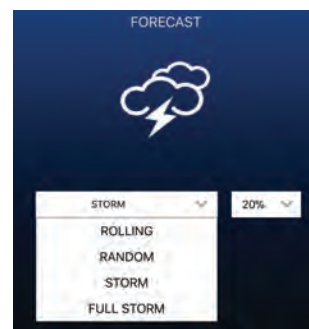 FORECAST
STORM 20%
ROLLING
RANDOM
STORM
FULL STORM